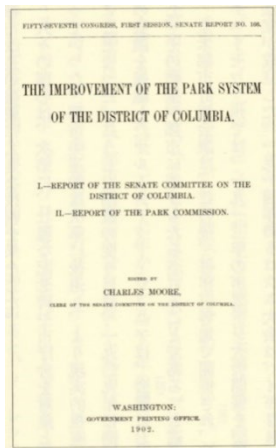 FIFTY-SEVENTH CONGRESS, FIRST SESSION, SENATE REPORT NO. 166.
THE IMPROVEMENT OF THE PARK SYSTEM
OF THE DISTRICT OF COLUMBIA.
I.—REPORT OF THE SENATE COMMITTEE ON THE
DISTRICT OF COLUMBIA.
II.—REPORT OF THE PARK COMMISSION.
EDITED BY
CHARLES MOORE,
CLERK OF THE SENATE COMMITTEE ON THE DISTRICT OF COLUMBIA.
WASHINGTON:
GOVERNMENT PRINTING OFFICE.
1902.